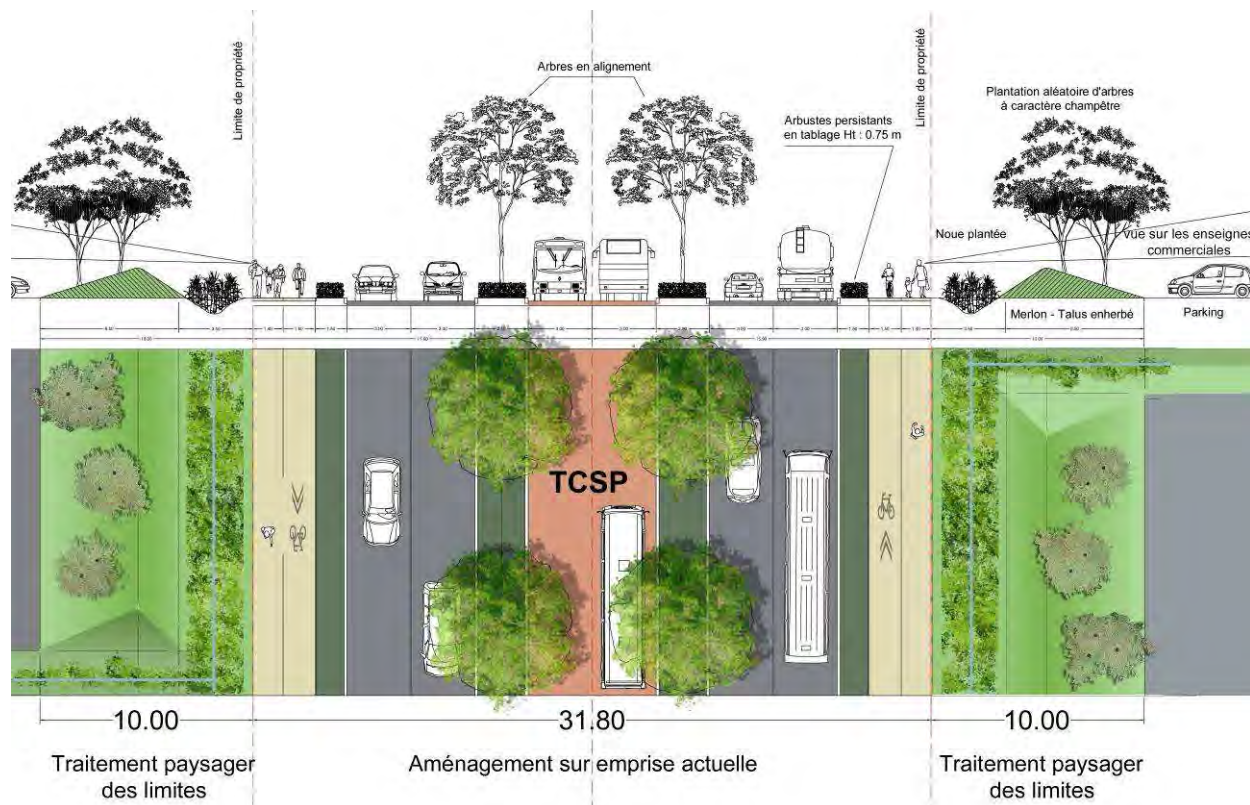 Limite de propriété
Arbres en alignement
Arbustes persistants
en tablage Ht : 0.75 m
Limite de propriété
Plantation aléatoire d'arbres
à caractère champêtre
Noue plantée
vue sur les enseignes
commerciales
Merlon - Talus enherbé
Parking
TCSP
10.00
31.80
10.00
Traitement paysager
des limites
Aménagement sur emprise actuelle
Traitement paysager
des limites